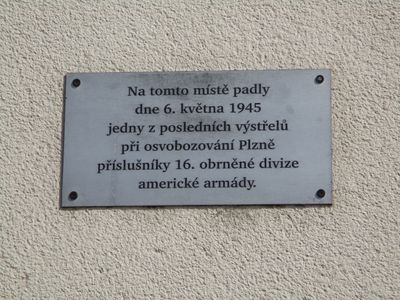 Na tomto místě padly
dne 6. května 1945
jedny z posledních výstřelů
při osvobozování Plzně
příslušníky 16. obrněné divize
americké armády.